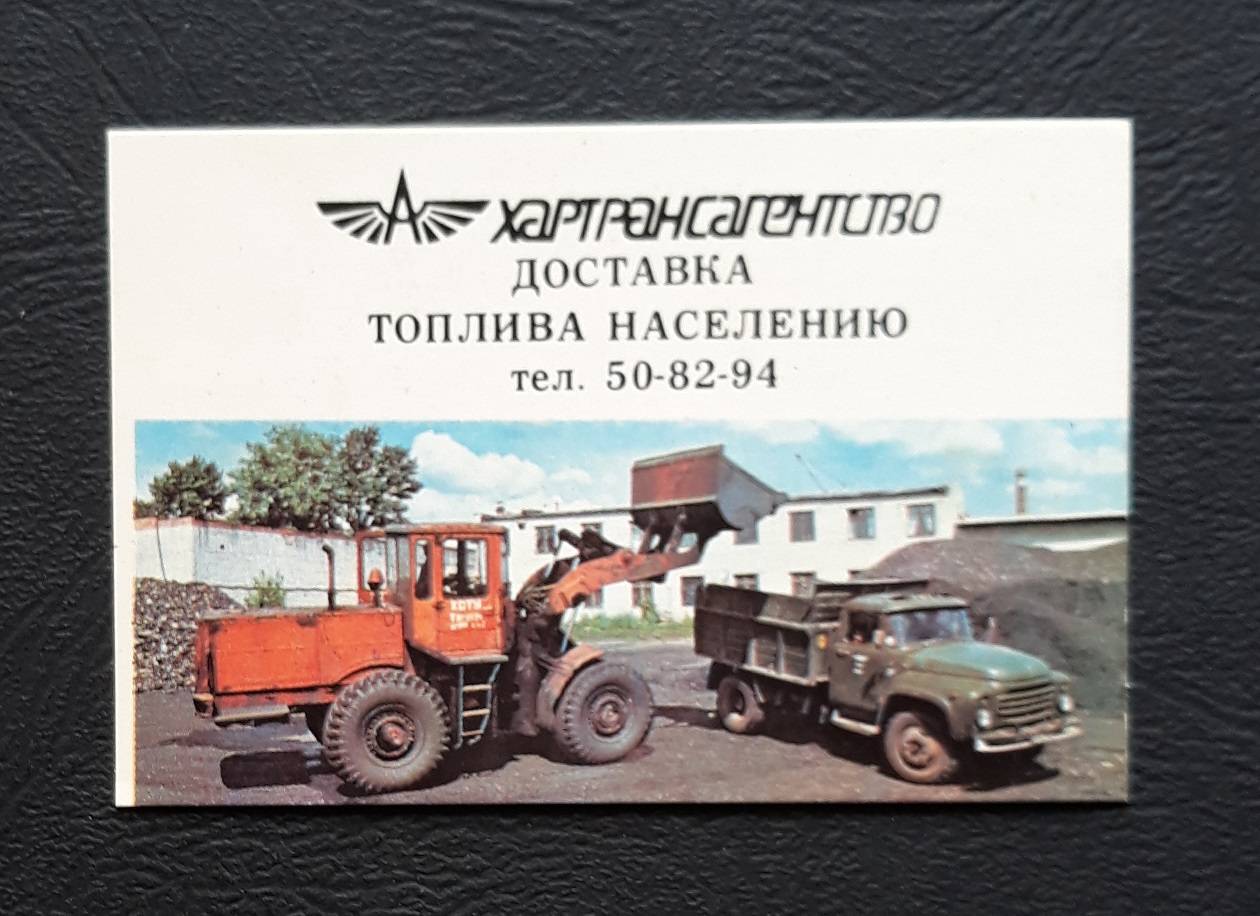 ХАРТРАНСАГЕНТСТВО
ДОСТАВКА
ТОПЛИВА НАСЕЛЕНИЮ
тел. 50-82-94